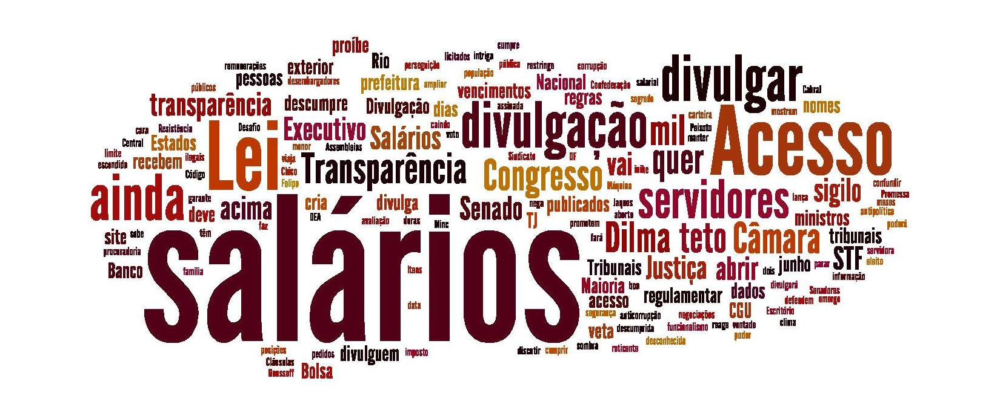 proíbe
cumpre
remunerações
exterior
Rio
perseguição
licitados
intriga
pública
restringe
corrupção
divulgar
públicos
pessoas
desembargadores
prefeitura
ampliar
população
Nacional
Confederação
salarial
Cabral
transparência
descumpre
Divulgação
dias
vencimentos
assinada
regras
segredo
mostram
nomes
cara
Resistência
Desafio
Executivo
Salários
caindo
voto
divulgação
mil
carteira
Peixoto
manter
Acesso
Central
Estados
Lei
menor
Assembleias
limite
escondido
recebem
ilegais
Código
viaja
Chico
Felipe
Transparência
Sindicato
DF
Congresso
vai
quer
Máquina
ainda
garante
deve
acima
cria
DEA
divulga
Senado
nega
publicados
Jaques
aberto
servidores
lança
sigilo
confundir
Promessa
meses
antipolítica
site
sobe
têm
faz
avaliação
duras
Minc
TJ
promotem
fará
Dilma
teto
Câmara
ministros
tribunais
poderá
procuradoria
Banco
família
salários
Itens
data
Tribunais
Justiça
abrir
dois
junho
STF
servidora
eleito
informação
Maioria
boa
acesso
regulamentar
dados
divulgará
Senadores
defendem
emerge
segurança
anticorrupção
negociações
CGU
Escritório
veta
descumprida
funcionalismo
reage
vontade
clima
poder
desconhecida
posições
Cláusulas
Rousseff
pedidos
Bolsa
divulguem
imposto
discutir
cumprir
sombra
reticente